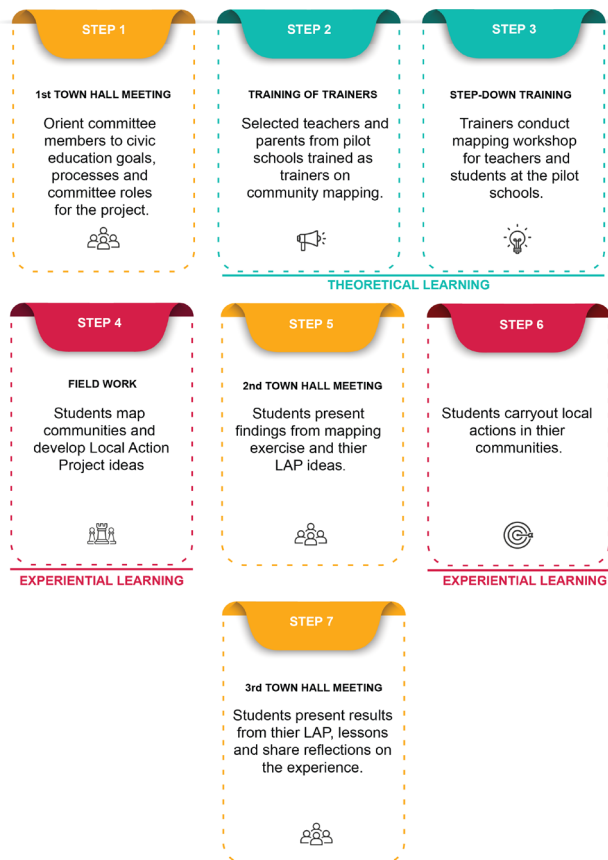 STEP 1
1st TOWN HALL MEETING
Orient committee
members to civic
education goals,
processes and
committee roles
for the project.
STEP 2
TRAINING OF TRAINERS
Selected teachers and
parents from pilot
schools trained as
trainers on
community mapping.
STEP 3
STEP-DOWN TRAINING
Trainers conduct
mapping workshop
for teachers and
students at the pilot
schools.
THEORETICAL LEARNING
STEP 4
FIELD WORK
Students map
communities and
develop Local Action
Project ideas
EXPERIENTIAL LEARNING
STEP 5
2nd TOWN HALL MEETING
Students present
findings from mapping
exercise and thier
LAP ideas.
STEP 6
Students carryout local
actions in thier
communities.
EXPERIENTIAL LEARNING
STEP 7
3rd TOWN HALL MEETING
Students present results
from thier LAP, lessons
and share reflections on
the experience.